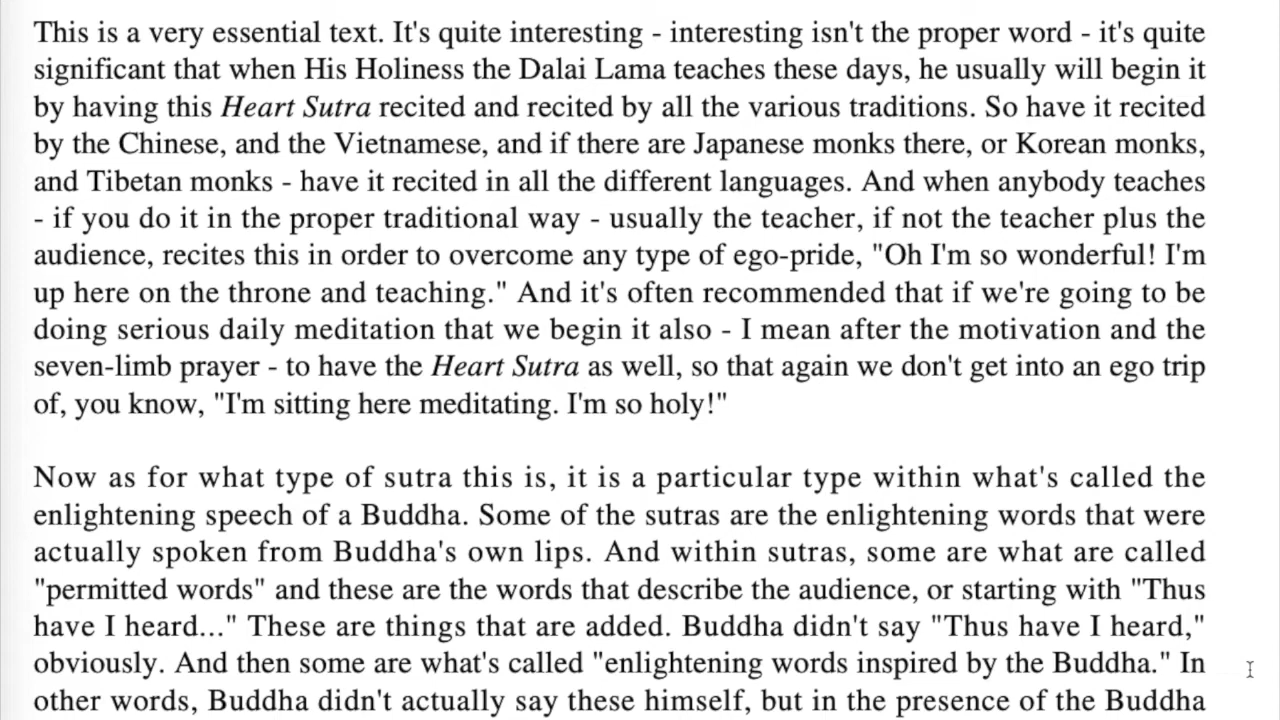 This is a very essential text. It's quite interesting - interesting isn't the proper word - it's quite
significant that when His Holiness the Dalai Lama teaches these days, he usually will begin it
by having this Heart Sutra recited and recited by all the various traditions. So have it recited
by the Chinese, and the Vietnamese, and if there are Japanese monks there, or Korean monks,
and Tibetan monks - have it recited in all the different languages. And when anybody teaches
- if you do it in the proper traditional way - usually the teacher, if not the teacher plus the
audience, recites this in order to overcome any type of ego-pride, "Oh I'm so wonderful! I'm
up here on the throne and teaching." And it's often recommended that if we're going to be
doing serious daily meditation that we begin it also - I mean after the motivation and the
seven-limb prayer - to have the Heart Sutra as well, so that again we don't get into an ego trip
of, you know, "I'm sitting here meditating. I'm so holy!"
Now as for what type of sutra this is, it is a particular type within what's called the
enlightening speech of a Buddha. Some of the sutras are the enlightening words that were
actually spoken from Buddha's own lips. And within sutras, some are what are called
"permitted words" and these are the words that describe the audience, or starting with "Thus
have I heard..." These are things that are added. Buddha didn't say "Thus have I heard,"
obviously. And then some are what's called "enlightening words inspired by the Buddha." In
other words, Buddha didn't actually say these himself, but in the presence of the Buddha